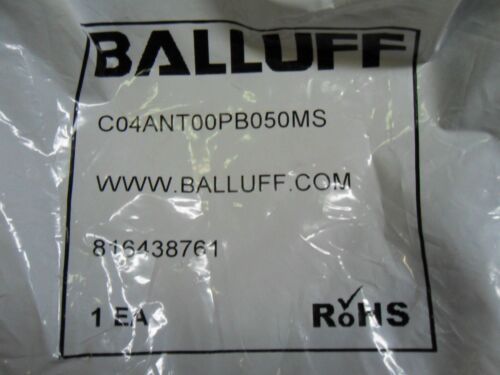 BALLUFF
C04ANT00PB050MS
WWW.BALLUFF.COM
816438761
1 EA
RoHS